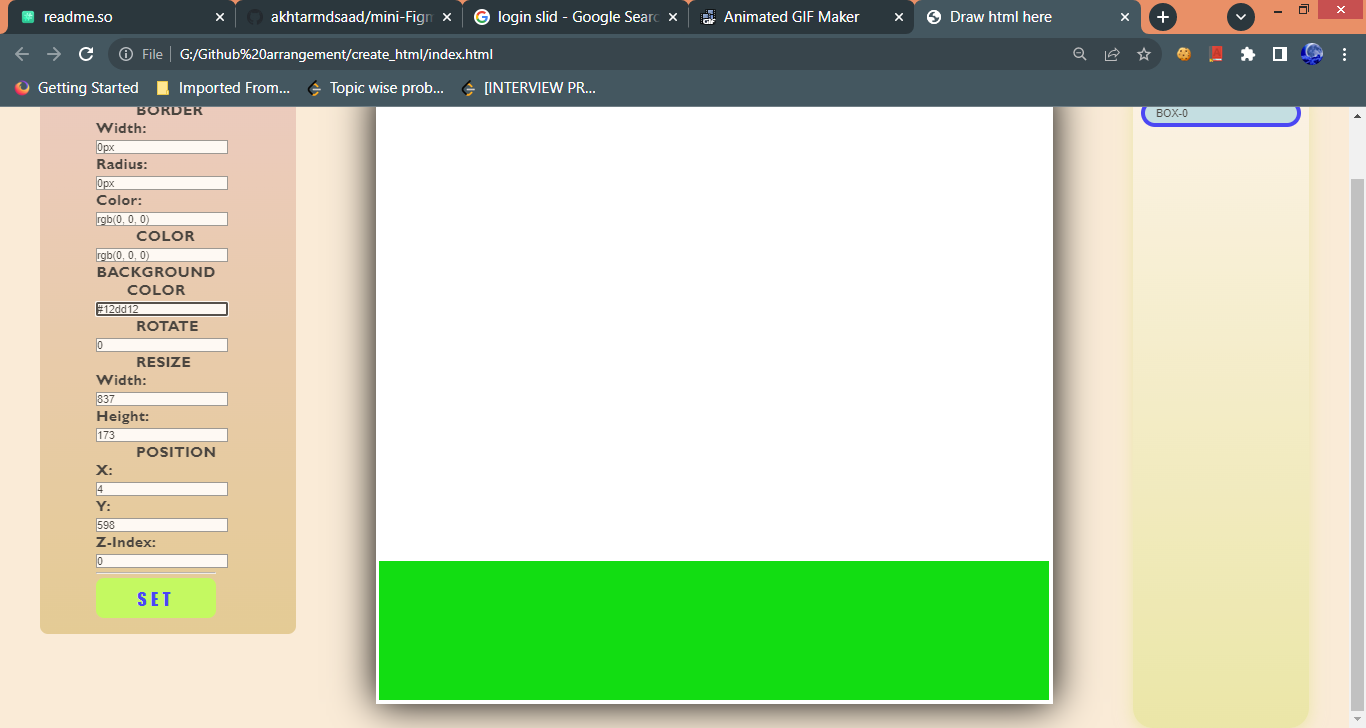 readme.so
akhtarmdsaad/mini-Figm
login slid - Google Searc
Animated GIF Maker
Draw html here
File
G:/Github%20arrangement/create_html/index.html
Getting Started
Imported From...
Topic wise prob...
[INTERVIEW PR...
BORDER
Width:
0px
Radius:
0px
Color:
rgb(0, 0, 0)
COLOR
rgb(0, 0, 0)
BACKGROUND
COLOR
#12dd12
ROTATE
0
RESIZE
Width:
837
Height:
173
POSITION
X:
4
Y:
598
Z-Index:
0
SET
BOX-0